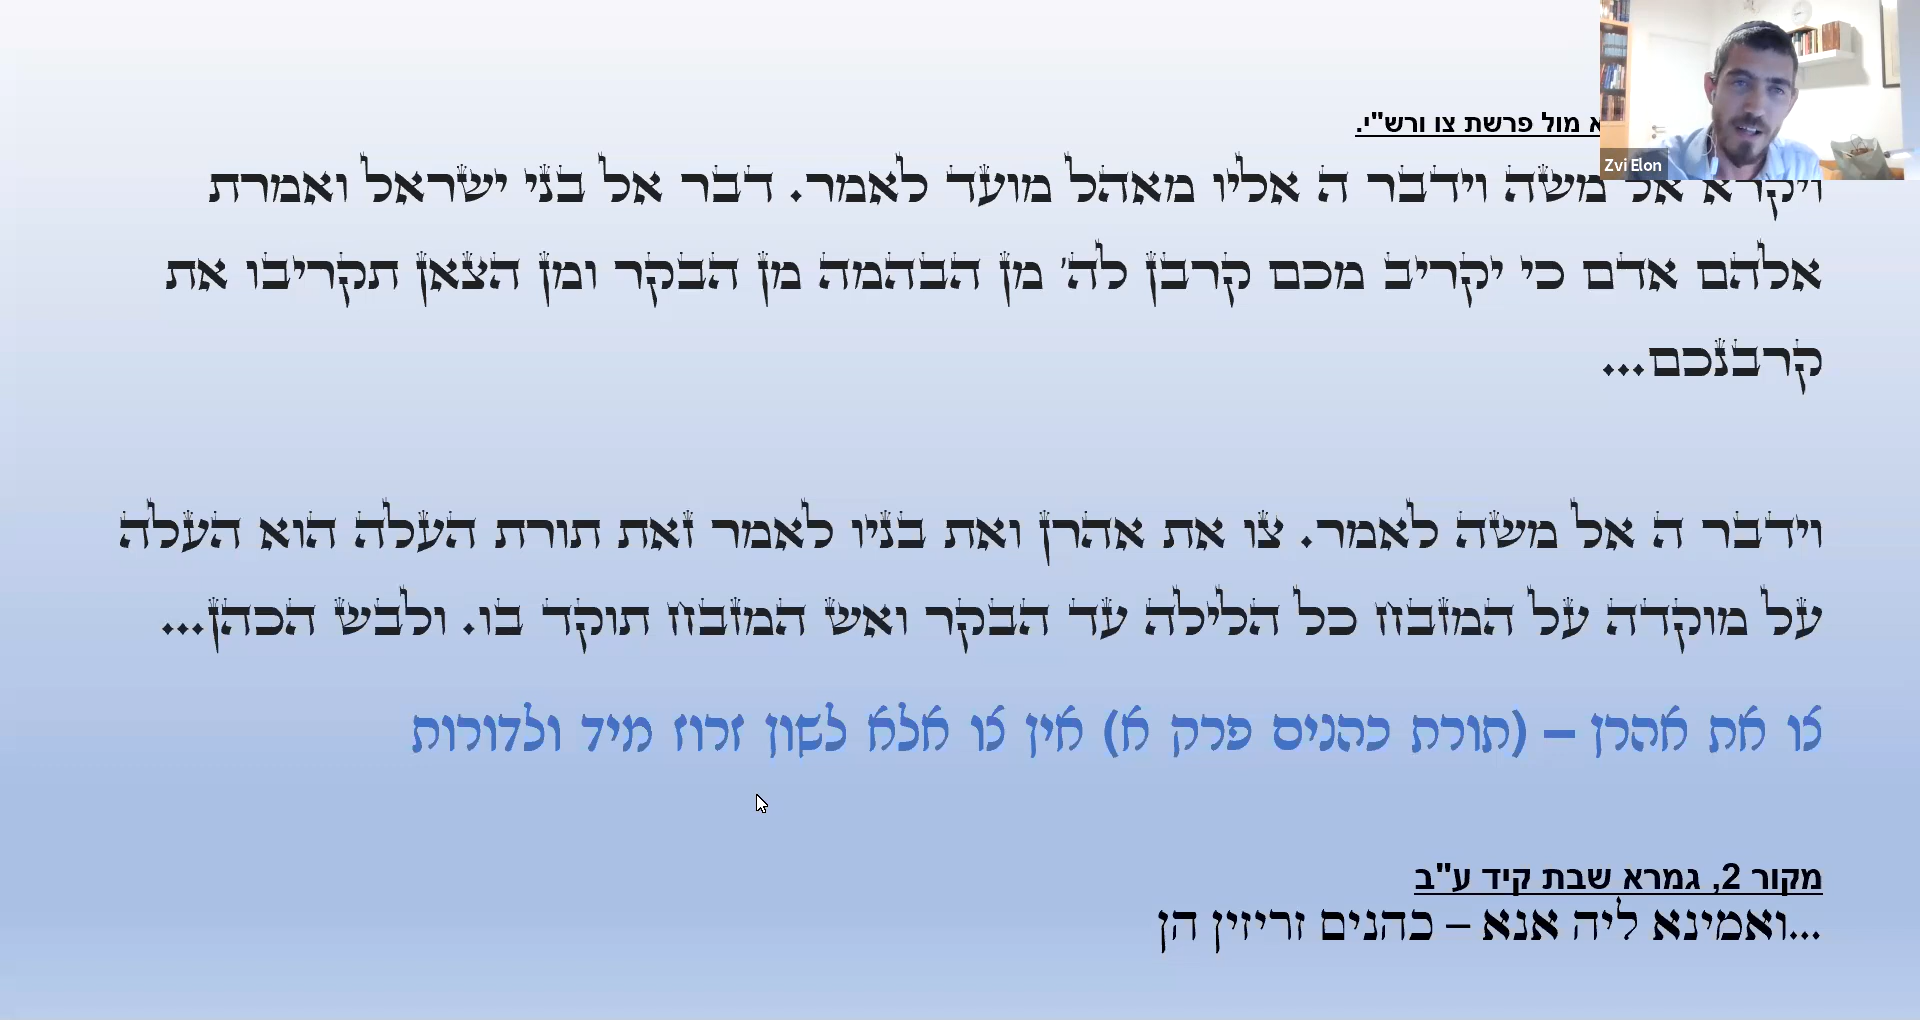 מול פרשת צו ורש"י.
Zvi Elon
ויקרא אל משה וידבר ה אליו מאהל מועד לאמר. דבר אל בני ישראל ואמרת
אלהם אדם כי יקריב מכם קרבן לה' מן הבהמה מן הבקר ומן הצאן תקריבו את
קרבנכם...
וידבר ה אל משה לאמר. צו את אהרן ואת בניו לאמר זאת תורת העלה הוא העלה
על מוקדה על המזבח כל הלילה עד הבקר ואש המזבח תוקד בו. ולבש הכהן...
צו את אהרן – (תורת כהנים פרק א) אין צו אלא לשון זרוז מיד ולדורות
מקור 2, גמרא שבת קיד ע"ב
...ואמינא ליה אנא – כהנים זריזין הן